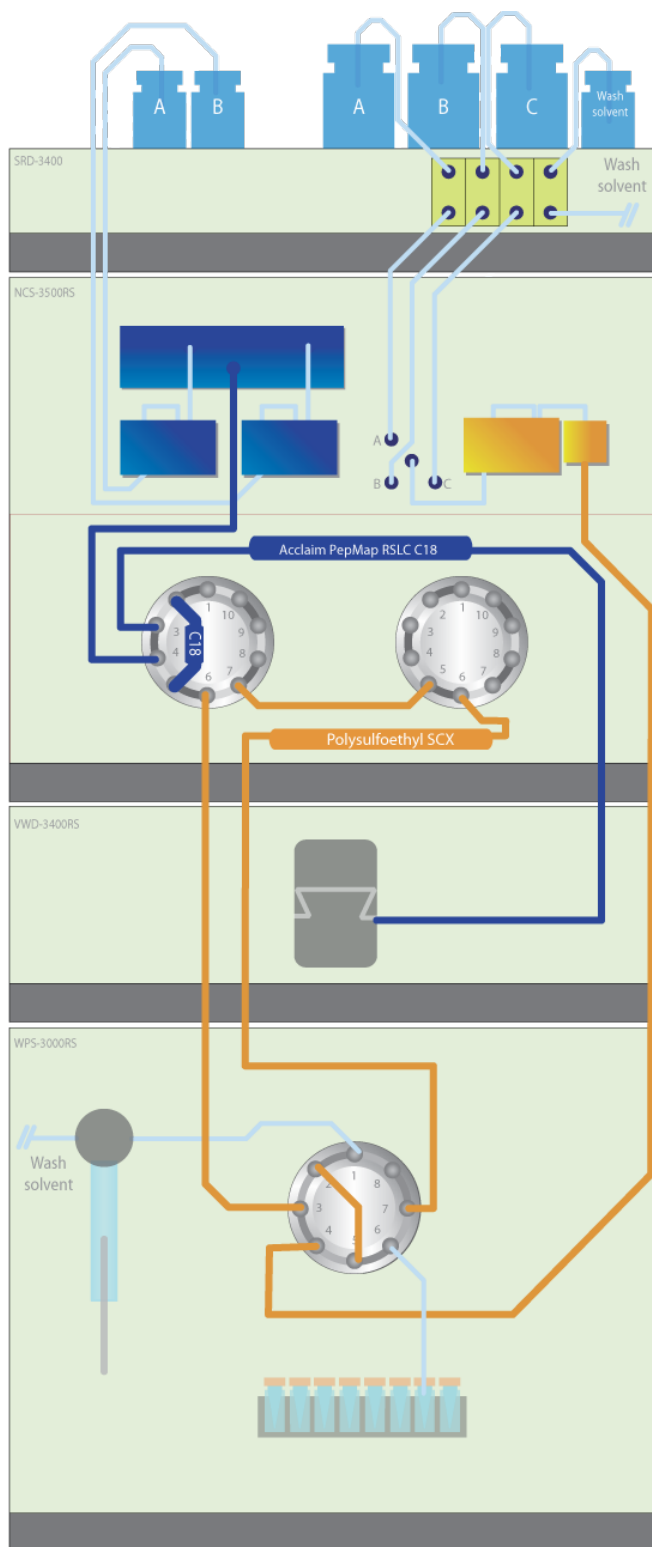 A
B
A
B
C
Wash
solvent
SRD-3400
Wash
solvent
NCS-3500RS
A
B
C
Acclaim PepMap RSLC C18
1
10
3
9
C18
4
8
7
6
1
2
10
3
9
4
8
5
7
6
Polysulfoethyl SCX
VWD-3400RS
WPS-3000RS
Wash
solvent
1
2
8
3
7
4
6
5